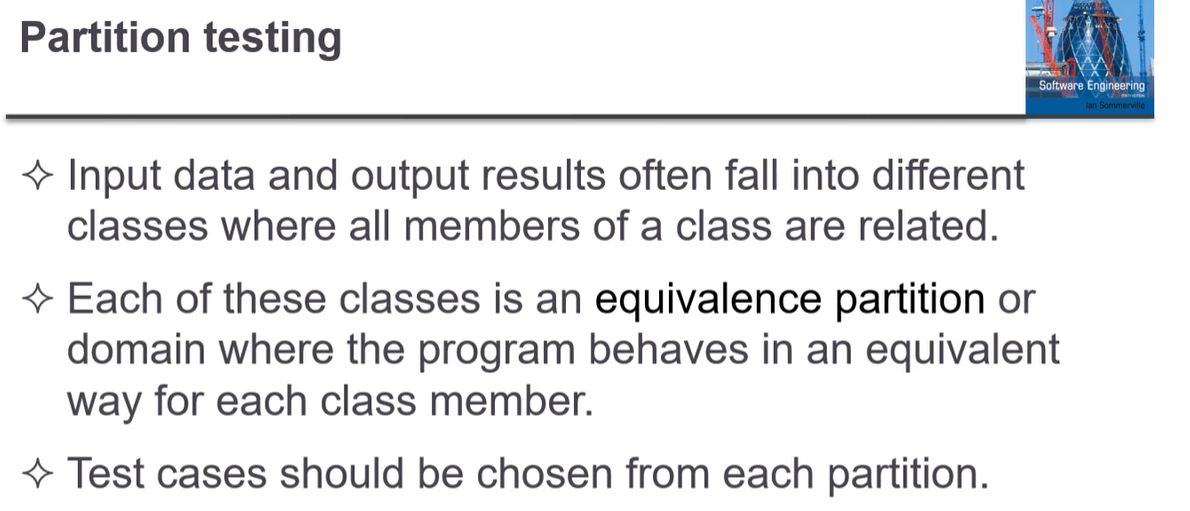 Partition testing
Software Engineering
Ian Sommerville
✧ Input data and output results often fall into different
classes where all members of a class are related.
✧ Each of these classes is an equivalence partition or
domain where the program behaves in an equivalent
way for each class member.
✧ Test cases should be chosen from each partition.